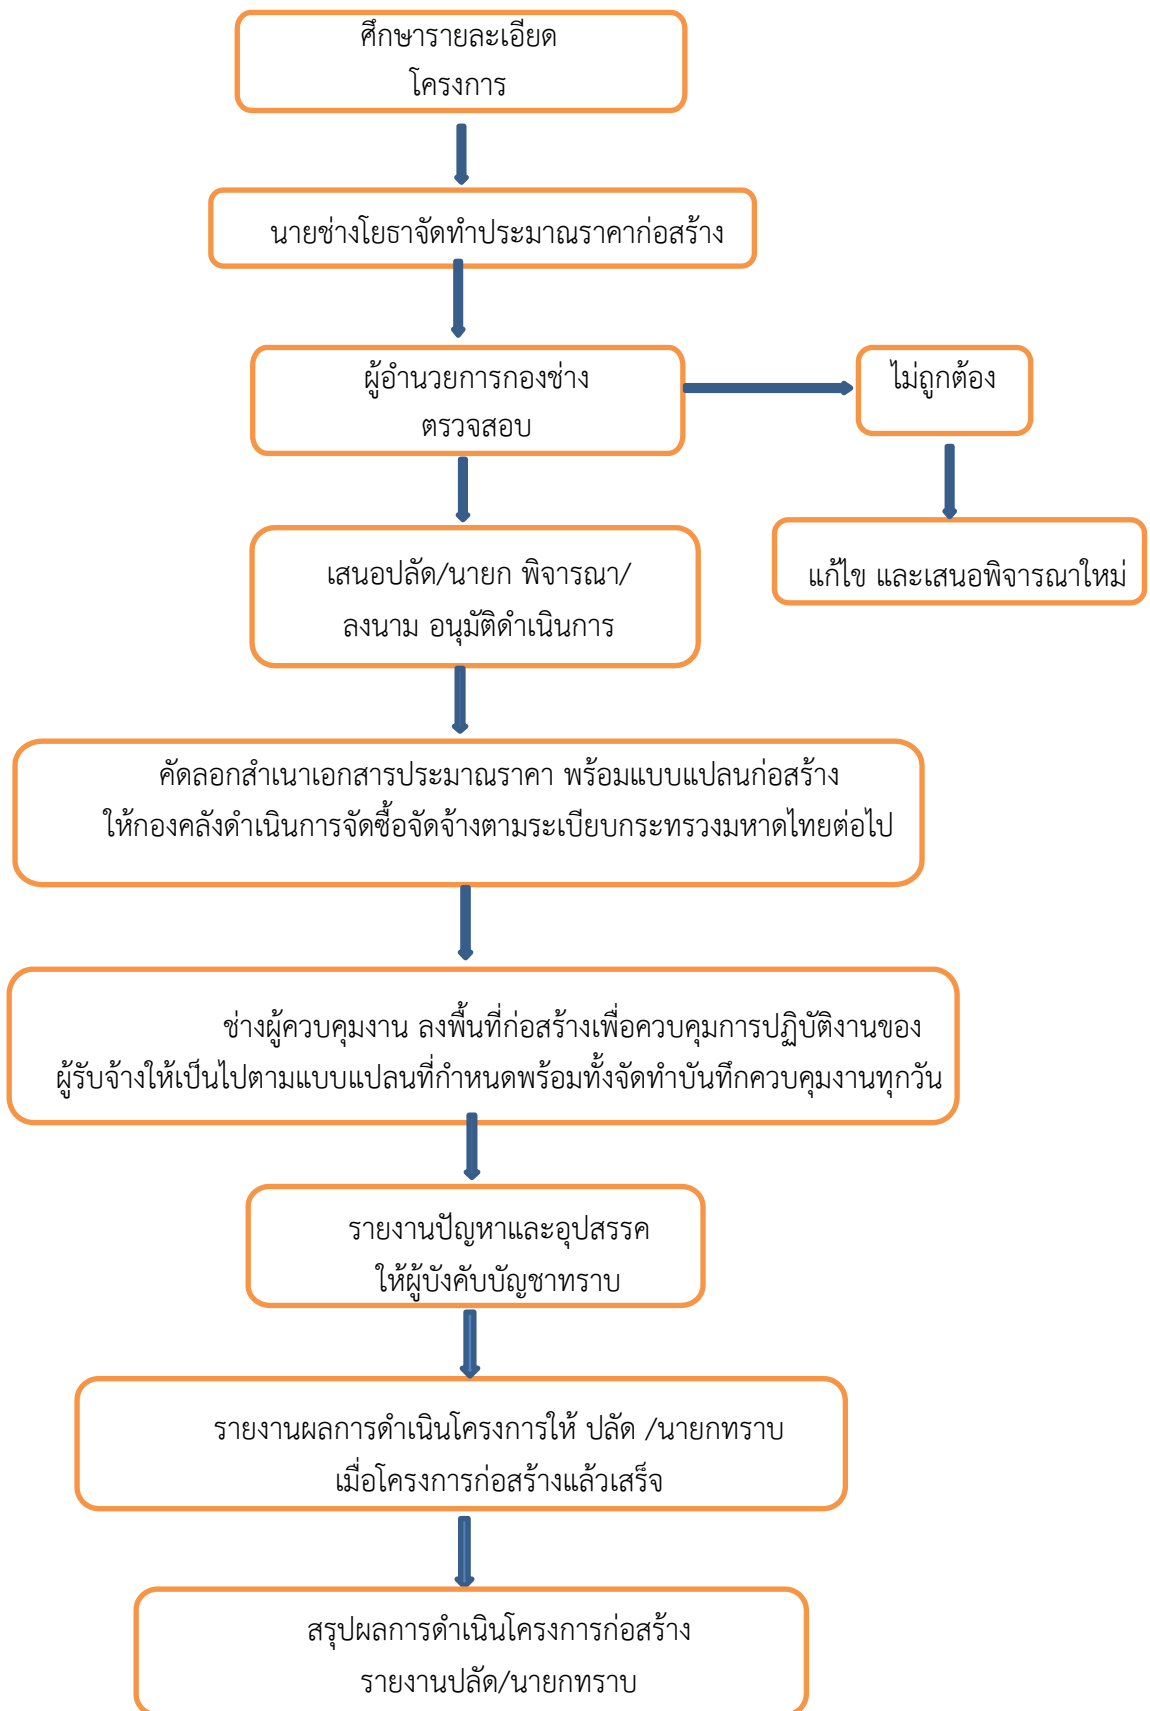 ศึกษารายละเอียด
โครงการ
นายช่างโยธาจัดทำประมาณราคาก่อสร้าง
ผู้อำนวยการกองช่าง
ตรวจสอบ
ไม่ถูกต้อง
แก้ไข และเสนอพิจารณาใหม่
เสนอปลัด/นายก พิจารณา/
ลงนาม อนุมัติดำเนินการ
คัดลอกสำเนาเอกสารประมาณราคา พร้อมแบบแปลนก่อสร้าง
ให้กองคลังดำเนินการจัดซื้อจัดจ้างตามระเบียบกระทรวงมหาดไทยต่อไป
ช่างผู้ควบคุมงาน ลงพื้นที่ก่อสร้างเพื่อควบคุมการปฏิบัติงานของ
ผู้รับจ้างให้เป็นไปตามแบบแปลนที่กำหนดพร้อมทั้งจัดทำบันทึกควบคุมงานทุกวัน
รายงานปัญหาและอุปสรรค
ให้ผู้บังคับบัญชาทราบ
รายงานผลการดำเนินโครงการให้ ปลัด /นายกทราบ
เมื่อโครงการก่อสร้างแล้วเสร็จ
สรุปผลการดำเนินโครงการก่อสร้าง
รายงานปลัด/นายกทราบ